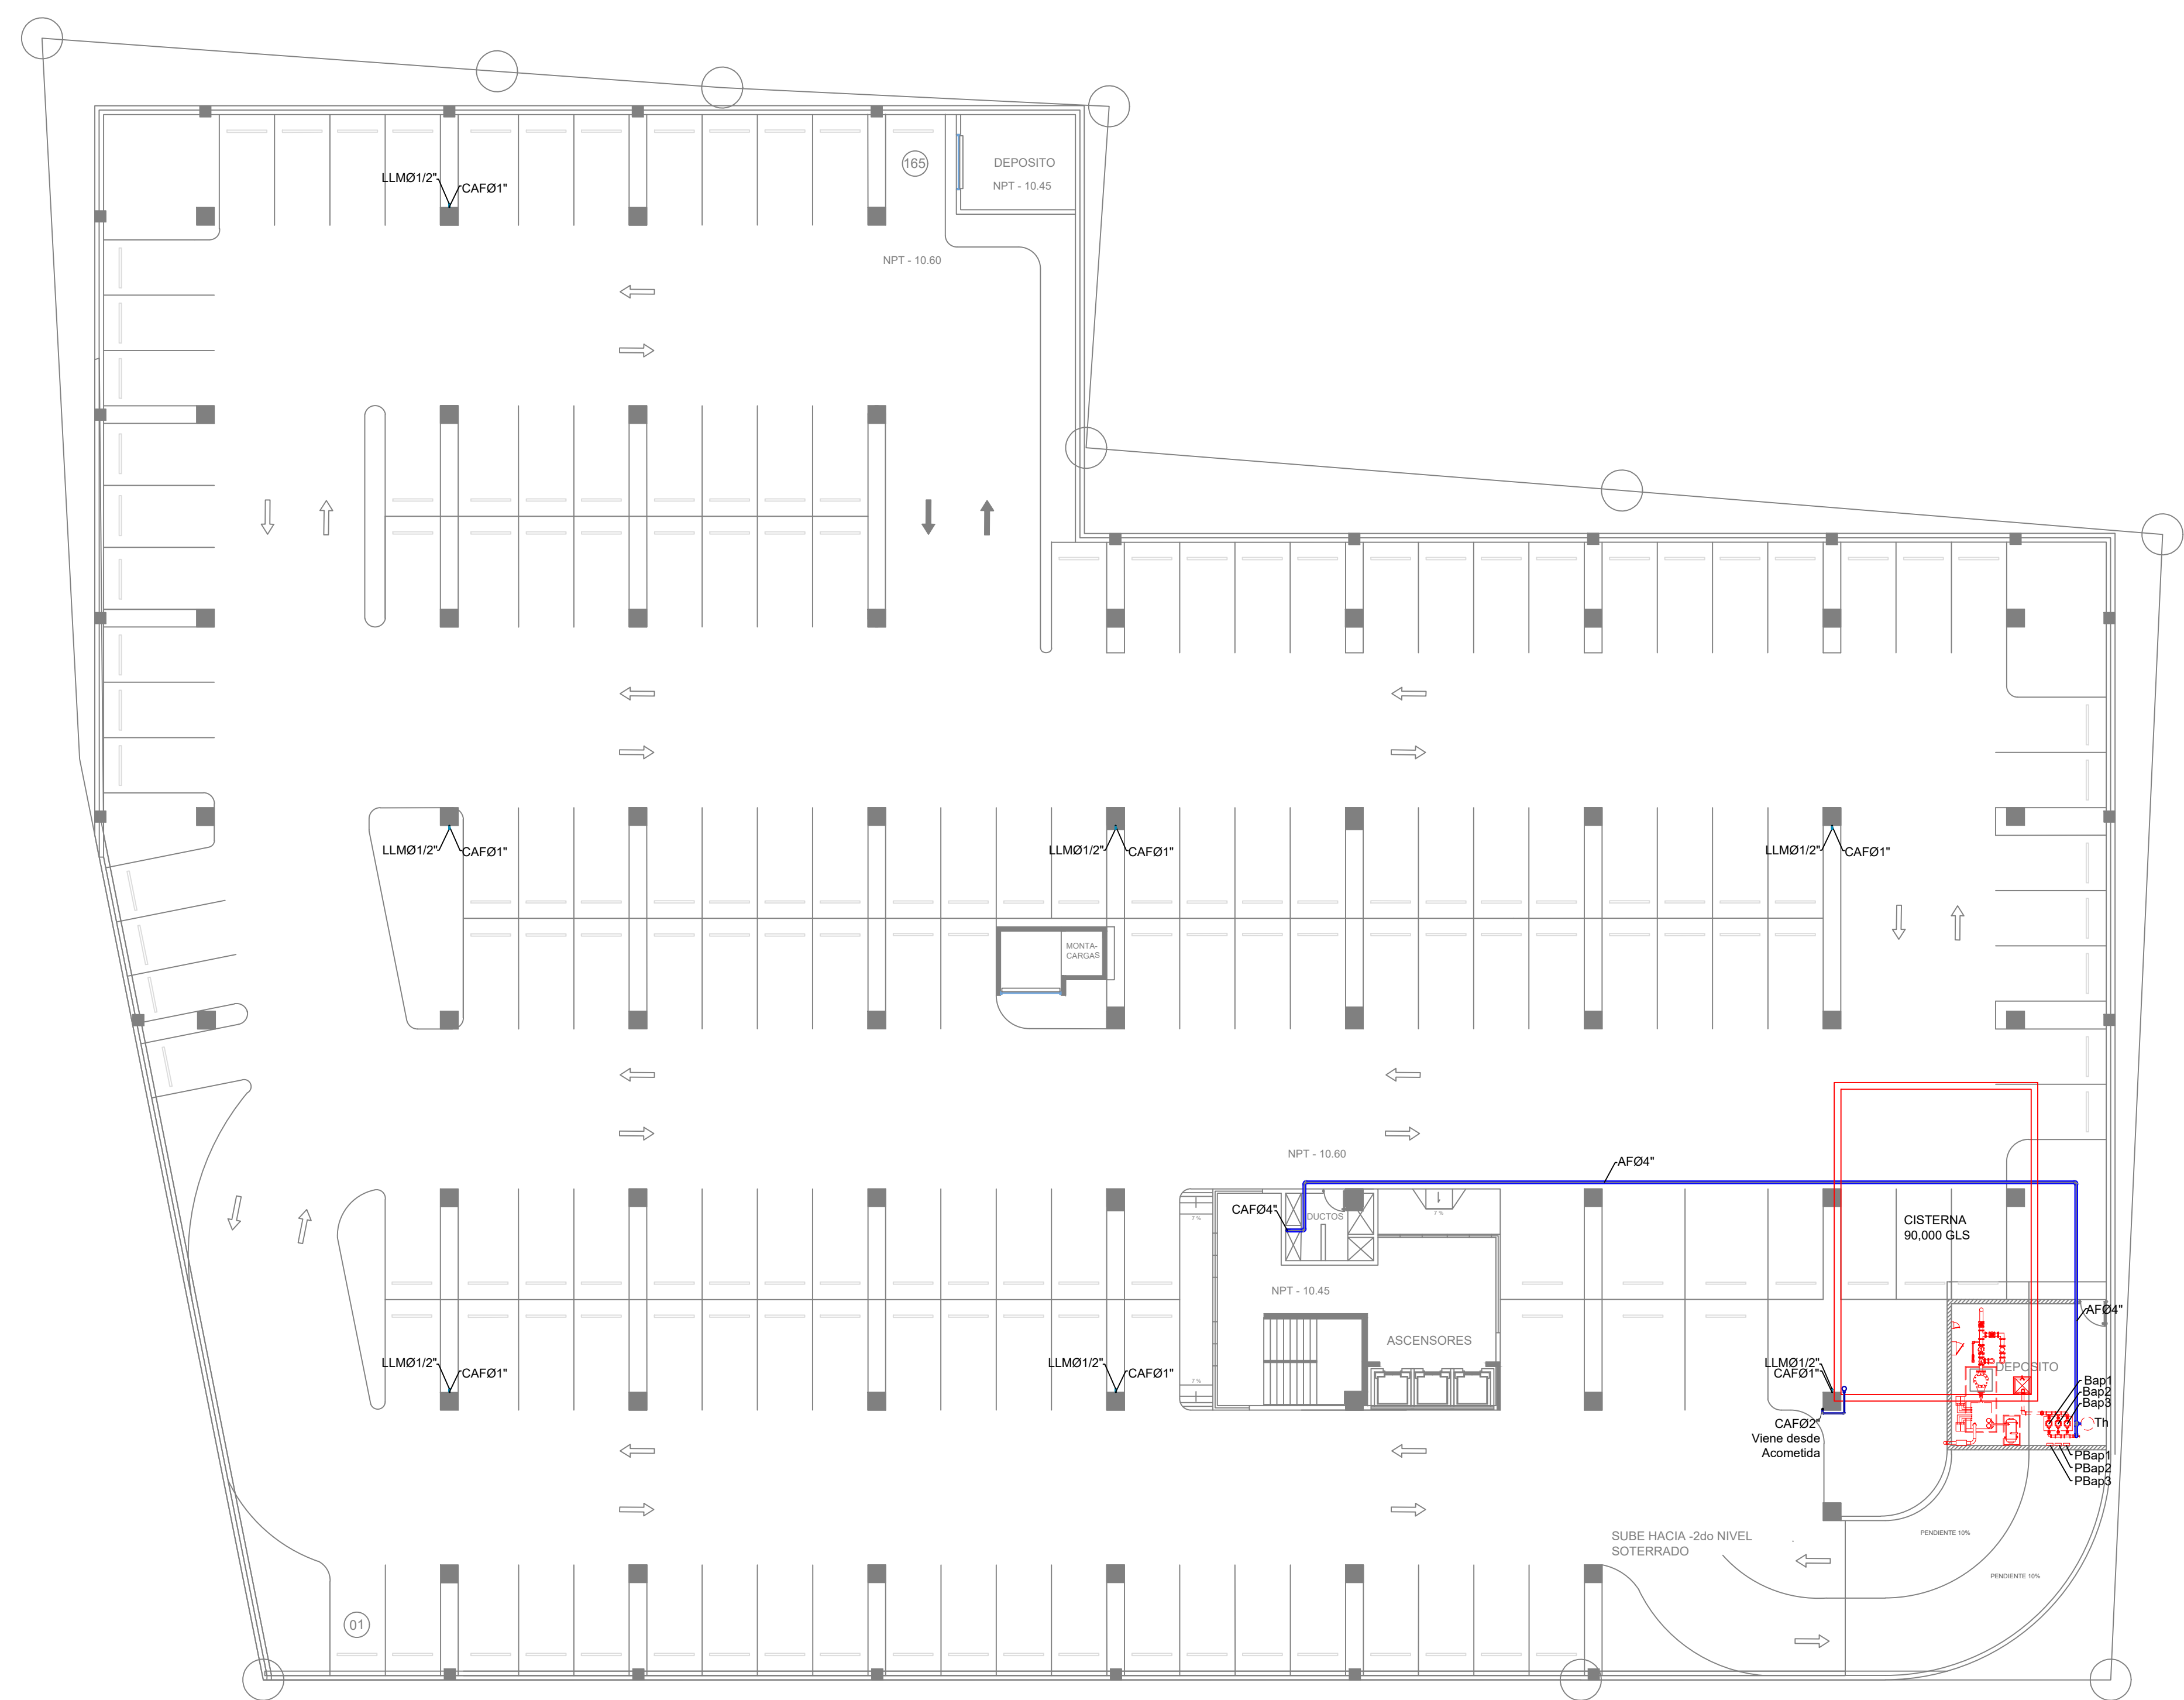 165
DEPOSITO
NPT - 10.45
LLMØ1/2"
CAFØ1"
NPT - 10.60
LLMØ1/2"
CAFØ1"
LLMØ1/2"
CAFØ1"
LLMØ1/2"
CAFØ1"
MONTA-
CARGAS
NPT - 10.60
AFØ4"
CAFØ4"
DUCTOS
7 %
7 %
CISTERNA
90,000 GLS
NPT - 10.45
AFØ4"
ASCENSORES
LLMØ1/2"
CAFØ1"
LLMØ1/2"
CAFØ1"
LLMØ1/2"
CAFØ1"
DEPOSITO
7 %
Bap1
Bap2
Bap3
Th
CAFØ2"
Viene desde
Acometida
PBap1
PBap2
PBap3
SUBE HACIA -2do NIVEL
SOTERRADO
PENDIENTE 10%
PENDIENTE 10%
01